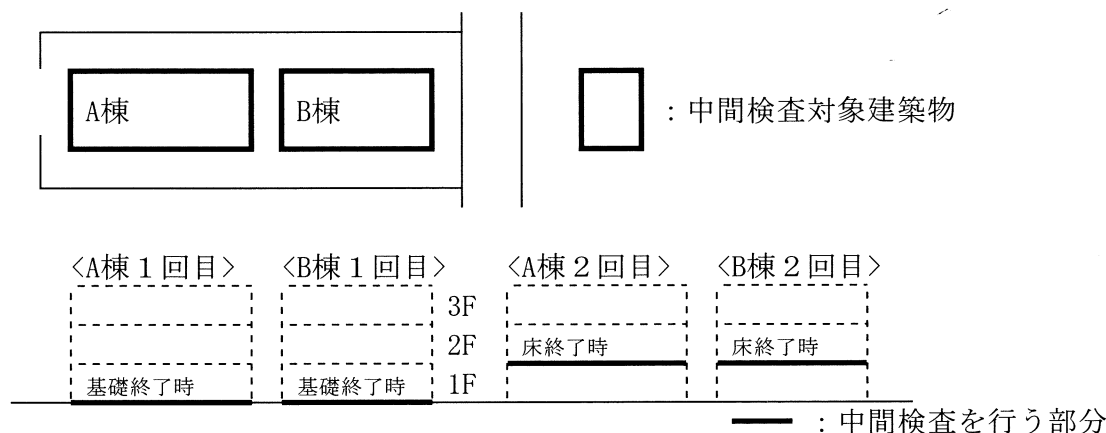 A棟
B棟
：中間検査対象建築物
<A棟１回目>
<B棟１回目>
<A棟２回目>
<B棟２回目>
3F
2F
1F
基礎終了時
基礎終了時
床終了時
床終了時
：中間検査を行う部分